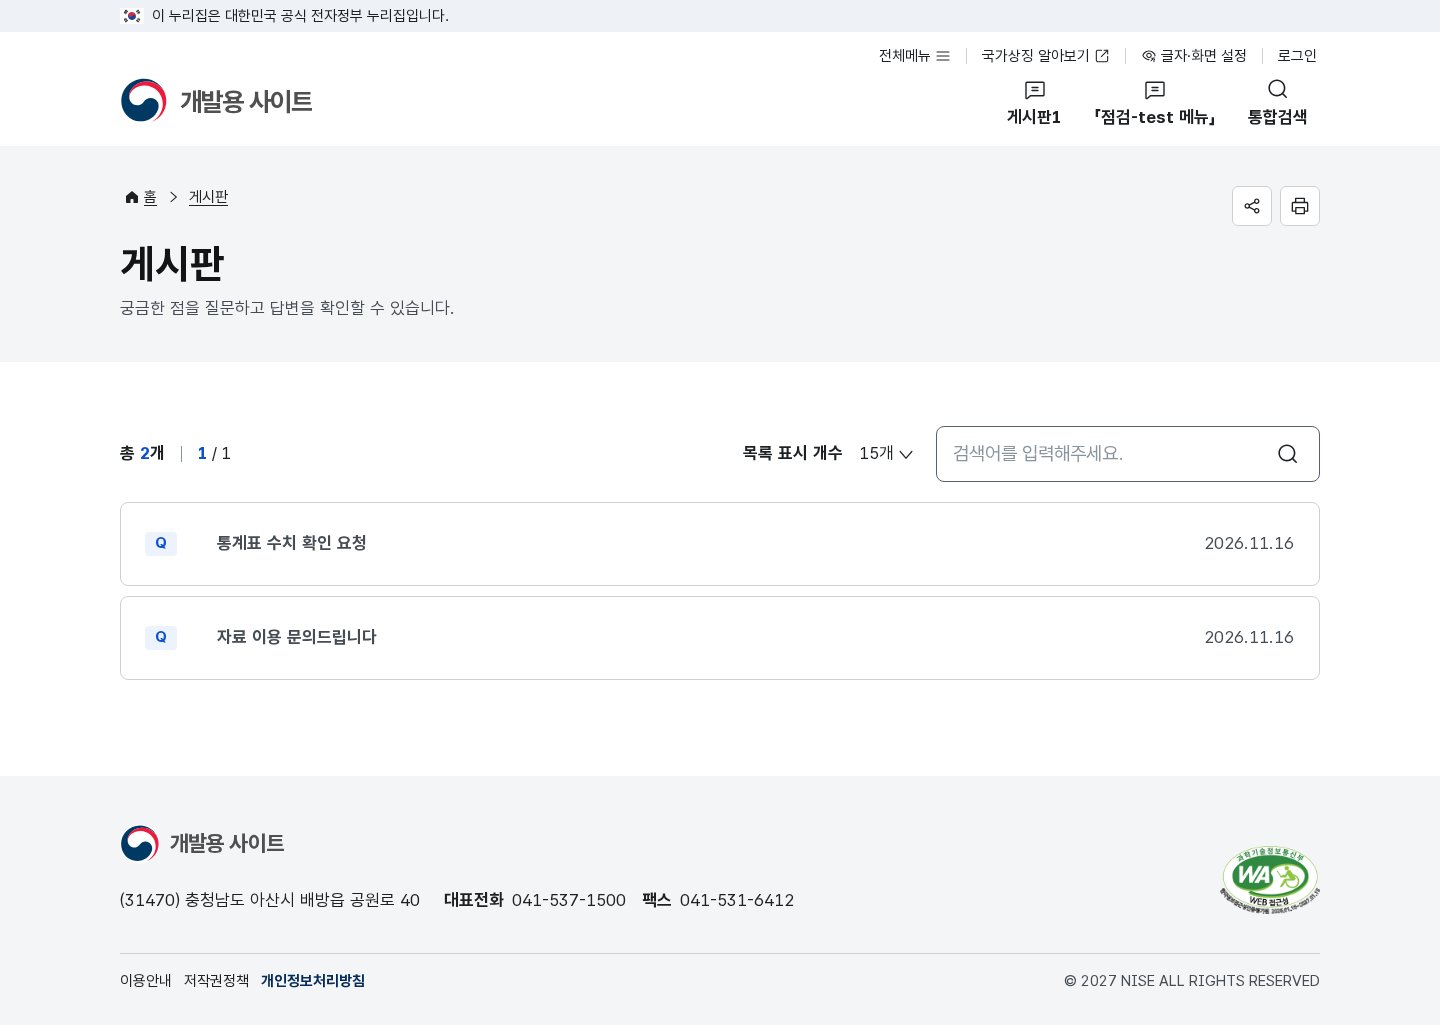 이 누리집은 대한민국 공식 전자정부 누리집입니다.
전체메뉴
국가상징 알아보기
글자·화면 설정
로그인
개발용 사이트
게시판1
「점검-test 메뉴」
통합검색
홈
게시판
게시판
궁금한 점을 질문하고 답변을 확인할 수 있습니다.
총 2개
1 / 1
목록 표시 개수
15개
검색어를 입력해주세요.
Q
통계표 수치 확인 요청
2026.11.16
Q
자료 이용 문의드립니다
2026.11.16
개발용 사이트
(31470) 충청남도 아산시 배방읍 공원로 40
대표전화 041-537-1500
팩스 041-531-6412
과학기술정보통신부
WA
WEB 접근성
이용안내
저작권정책
개인정보처리방침
© 2027 NISE ALL RIGHTS RESERVED